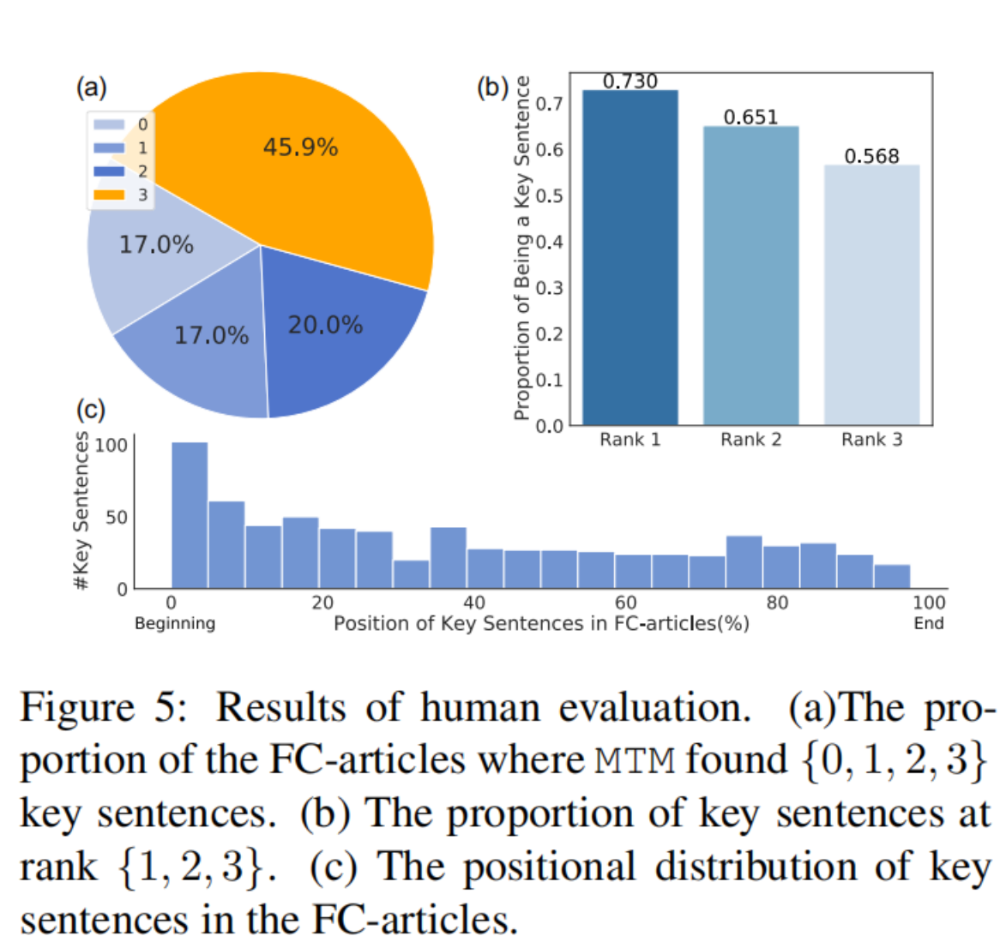 (a)
0
1
2
3
45.9%
17.0%
17.0%
20.0%
(b)
Proportion of Being a Key Sentence
0.7
0.6
0.5
0.4
0.3
0.2
0.1
0.0
0.730
0.651
0.568
Rank 1 Rank 2 Rank 3
(c)
#Key Sentences
100
50
0
0 20 40 60 80 100
Beginning Position of Key Sentences in FC-articles(%) End
Figure 5: Results of human evaluation. (a)The pro-
portion of the FC-articles where MTM found {0, 1, 2, 3}
key sentences. (b) The proportion of key sentences at
rank {1, 2, 3}. (c) The positional distribution of key
sentences in the FC-articles.